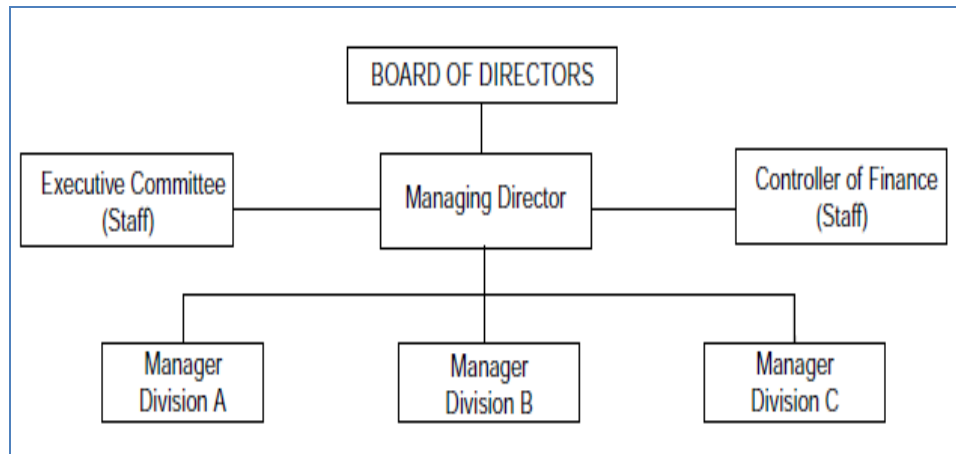 BOARD OF DIRECTORS
Executive Committee
(Staff)
Managing Director
Controller of Finance
(Staff)
Manager
Division A
Manager
Division B
Manager
Division C